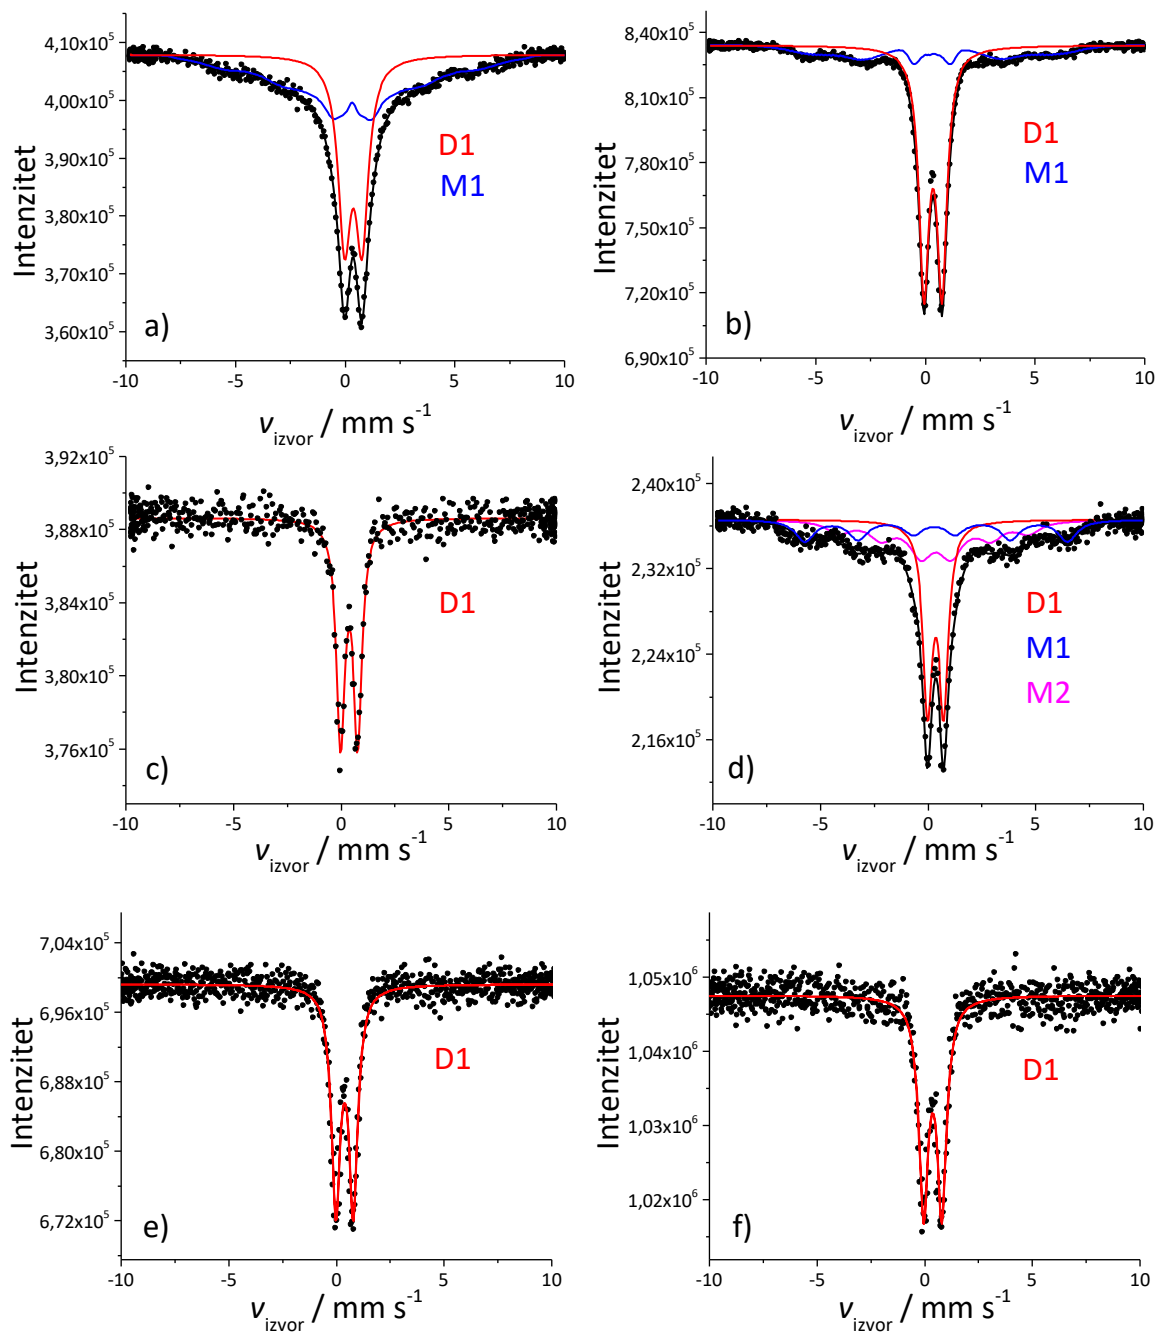 4,10x10⁵
4,00x10⁵
3,90x10⁵
3,80x10⁵
3,70x10⁵
3,60x10⁵
Intenzitet
D1
M1
a)
-10 -5 0 5 10
v_izvor / mm s⁻¹
8,40x10⁵
8,10x10⁵
7,80x10⁵
7,50x10⁵
7,20x10⁵
6,90x10⁵
Intenzitet
D1
M1
b)
-10 -5 0 5 10
v_izvor / mm s⁻¹
3,92x10⁵
3,88x10⁵
3,84x10⁵
3,80x10⁵
3,76x10⁵
Intenzitet
D1
c)
-10 -5 0 5 10
v_izvor / mm s⁻¹
2,40x10⁵
2,32x10⁵
2,24x10⁵
2,16x10⁵
Intenzitet
D1
M1
M2
d)
-10 -5 0 5 10
v_izvor / mm s⁻¹
7,04x10⁵
6,96x10⁵
6,88x10⁵
6,80x10⁵
6,72x10⁵
Intenzitet
D1
e)
-10 -5 0 5 10
v_izvor / mm s⁻¹
1,05x10⁶
1,04x10⁶
1,03x10⁶
1,02x10⁶
Intenzitet
D1
f)
-10 -5 0 5 10
v_izvor / mm s⁻¹